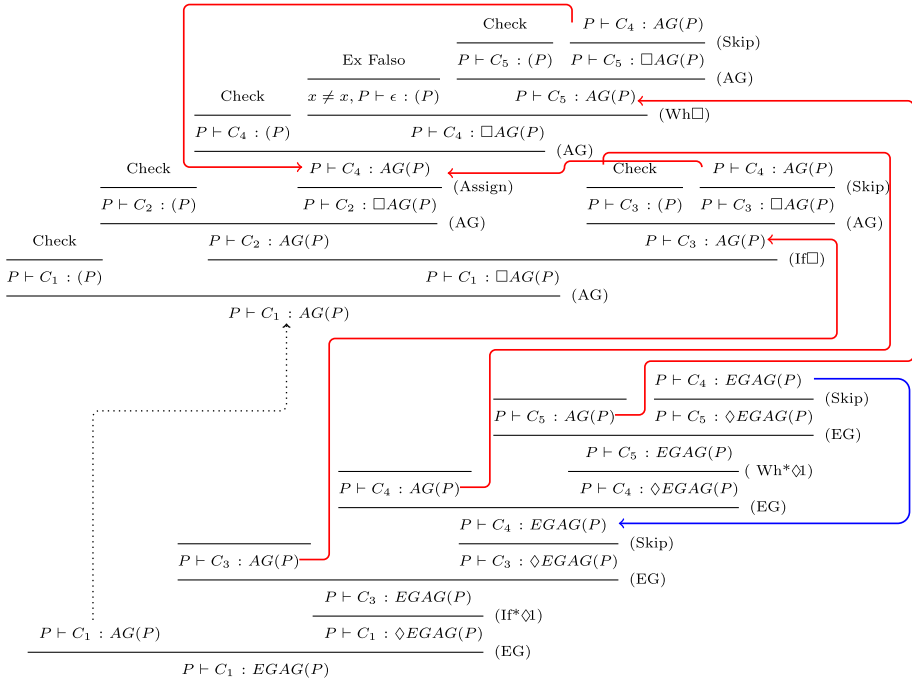 Check P ⊢ C₄ : AG(P)
(Skip)
Ex Falso P ⊢ C₅ : (P) P ⊢ C₅ : □AG(P)
(AG)
Check x ≠ x, P ⊢ ϵ : (P) P ⊢ C₅ : AG(P)
(Wh□)
P ⊢ C₄ : (P) P ⊢ C₄ : □AG(P)
(AG)
Check P ⊢ C₄ : AG(P) Check P ⊢ C₄ : AG(P)
(Assign) (Skip)
P ⊢ C₂ : (P) P ⊢ C₂ : □AG(P) P ⊢ C₃ : (P) P ⊢ C₃ : □AG(P)
(AG) (AG)
Check P ⊢ C₂ : AG(P) P ⊢ C₃ : AG(P)
(If□)
P ⊢ C₁ : (P) P ⊢ C₁ : □AG(P)
(AG)
P ⊢ C₁ : AG(P)
P ⊢ C₄ : EGAG(P)
(Skip)
P ⊢ C₅ : AG(P) P ⊢ C₅ : ◊EGAG(P)
(EG)
P ⊢ C₅ : EGAG(P)
( Wh*◊1)
P ⊢ C₄ : AG(P) P ⊢ C₄ : ◊EGAG(P)
(EG)
P ⊢ C₄ : EGAG(P)
(Skip)
P ⊢ C₃ : AG(P) P ⊢ C₃ : ◊EGAG(P)
(EG)
P ⊢ C₃ : EGAG(P)
(If*◊1)
P ⊢ C₁ : AG(P) P ⊢ C₁ : ◊EGAG(P)
(EG)
P ⊢ C₁ : EGAG(P)